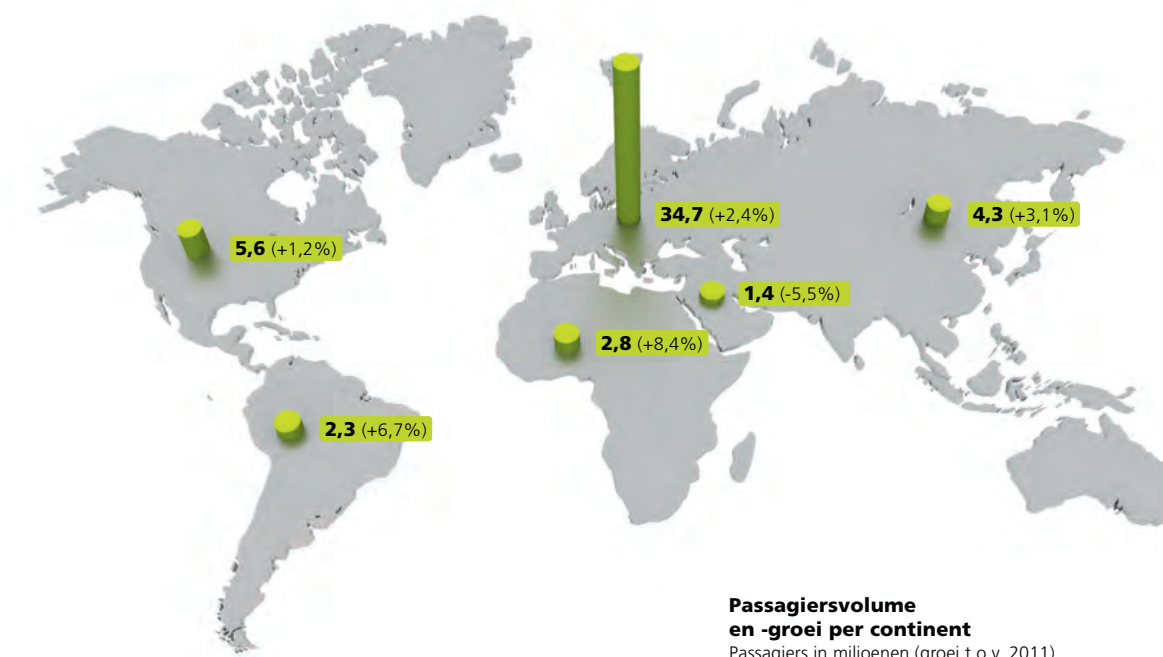 34,7 (+2,4%)
4,3 (+3,1%)
5,6 (+1,2%)
1,4 (-5,5%)
2,8 (+8,4%)
2,3 (+6,7%)
Passagiersvolume
en -groei per continent
Passagiers in miljoenen (groei t.o.v. 2011)